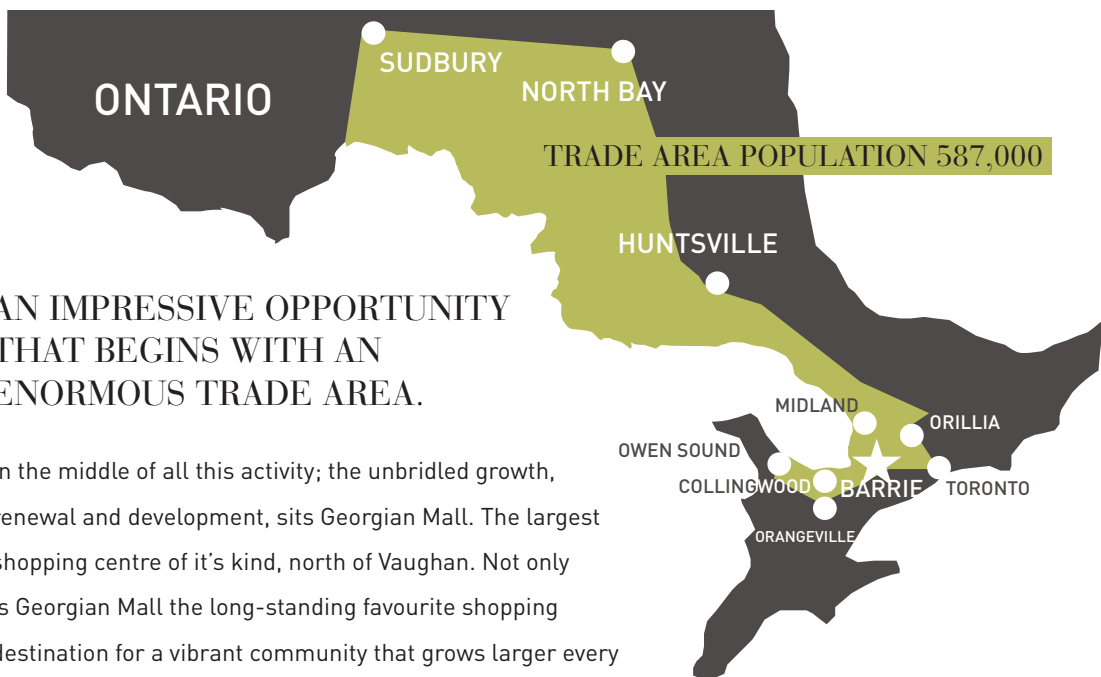 ONTARIO
SUDBURY
NORTH BAY
TRADE AREA POPULATION 587,000
HUNTSVILLE
AN IMPRESSIVE OPPORTUNITY
THAT BEGINS WITH AN
ENORMOUS TRADE AREA.
MIDLAND
ORILLIA
OWEN SOUND
COLLINGWOOD
BARRIE
TORONTO
ORANGEVILLE
n the middle of all this activity; the unbridled growth,
renewal and development, sits Georgian Mall. The largest
shopping centre of it’s kind, north of Vaughan. Not only
s Georgian Mall the long-standing favourite shopping
destination for a vibrant community that grows larger every